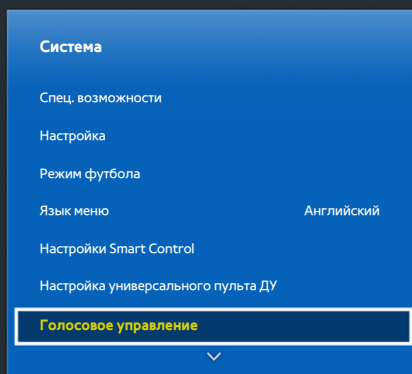 Система
Спец. возможности
Настройка
Режим футбола
Язык меню Английский
Настройки Smart Control
Настройка универсального пульта ДУ
Голосовое управление